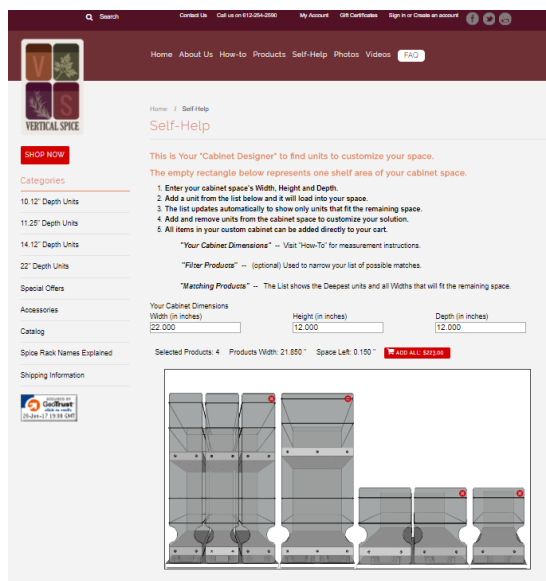 Search
Contact Us Call us on 612-254-2590 My Account Gift Certificates Sign in or Create an account
Home About Us How-to Products Self-Help Photos Videos FAQ
V
S
VERTICAL SPICE
Home / Self-Help
Self-Help
SHOP NOW
Categories
10.12" Depth Units
11.25" Depth Units
14.12" Depth Units
22" Depth Units
Special Offers
Accessories
Catalog
Spice Rack Names Explained
Shipping Information
GeoTrust
click to verify
This is Your "Cabinet Designer" to find units to customize your space.
The empty rectangle below represents one shelf area of your cabinet space.
1. Enter your cabinet space's Width, Height and Depth.
2. Add a unit from the list below and it will load into your space.
3. The list updates automatically to show only units that fit the remaining space.
4. Add and remove units from the cabinet space to customize your solution.
5. All items in your custom cabinet can be added directly to your cart.
"Your Cabinet Dimensions" -- Visit "How-To" for measurement instructions.
"Filter Products" -- (optional) Used to narrow your list of possible matches.
"Matching Products" -- The List shows the Deepest units and all Widths that will fit the remaining space.
Your Cabinet Dimensions
Width (in inches) Height (in inches) Depth (in inches)
22.000 12.000 12.000
Selected Products: 4 Products Width: 21.850 " Space Left: 0.150 " ADD ALL: $223.00